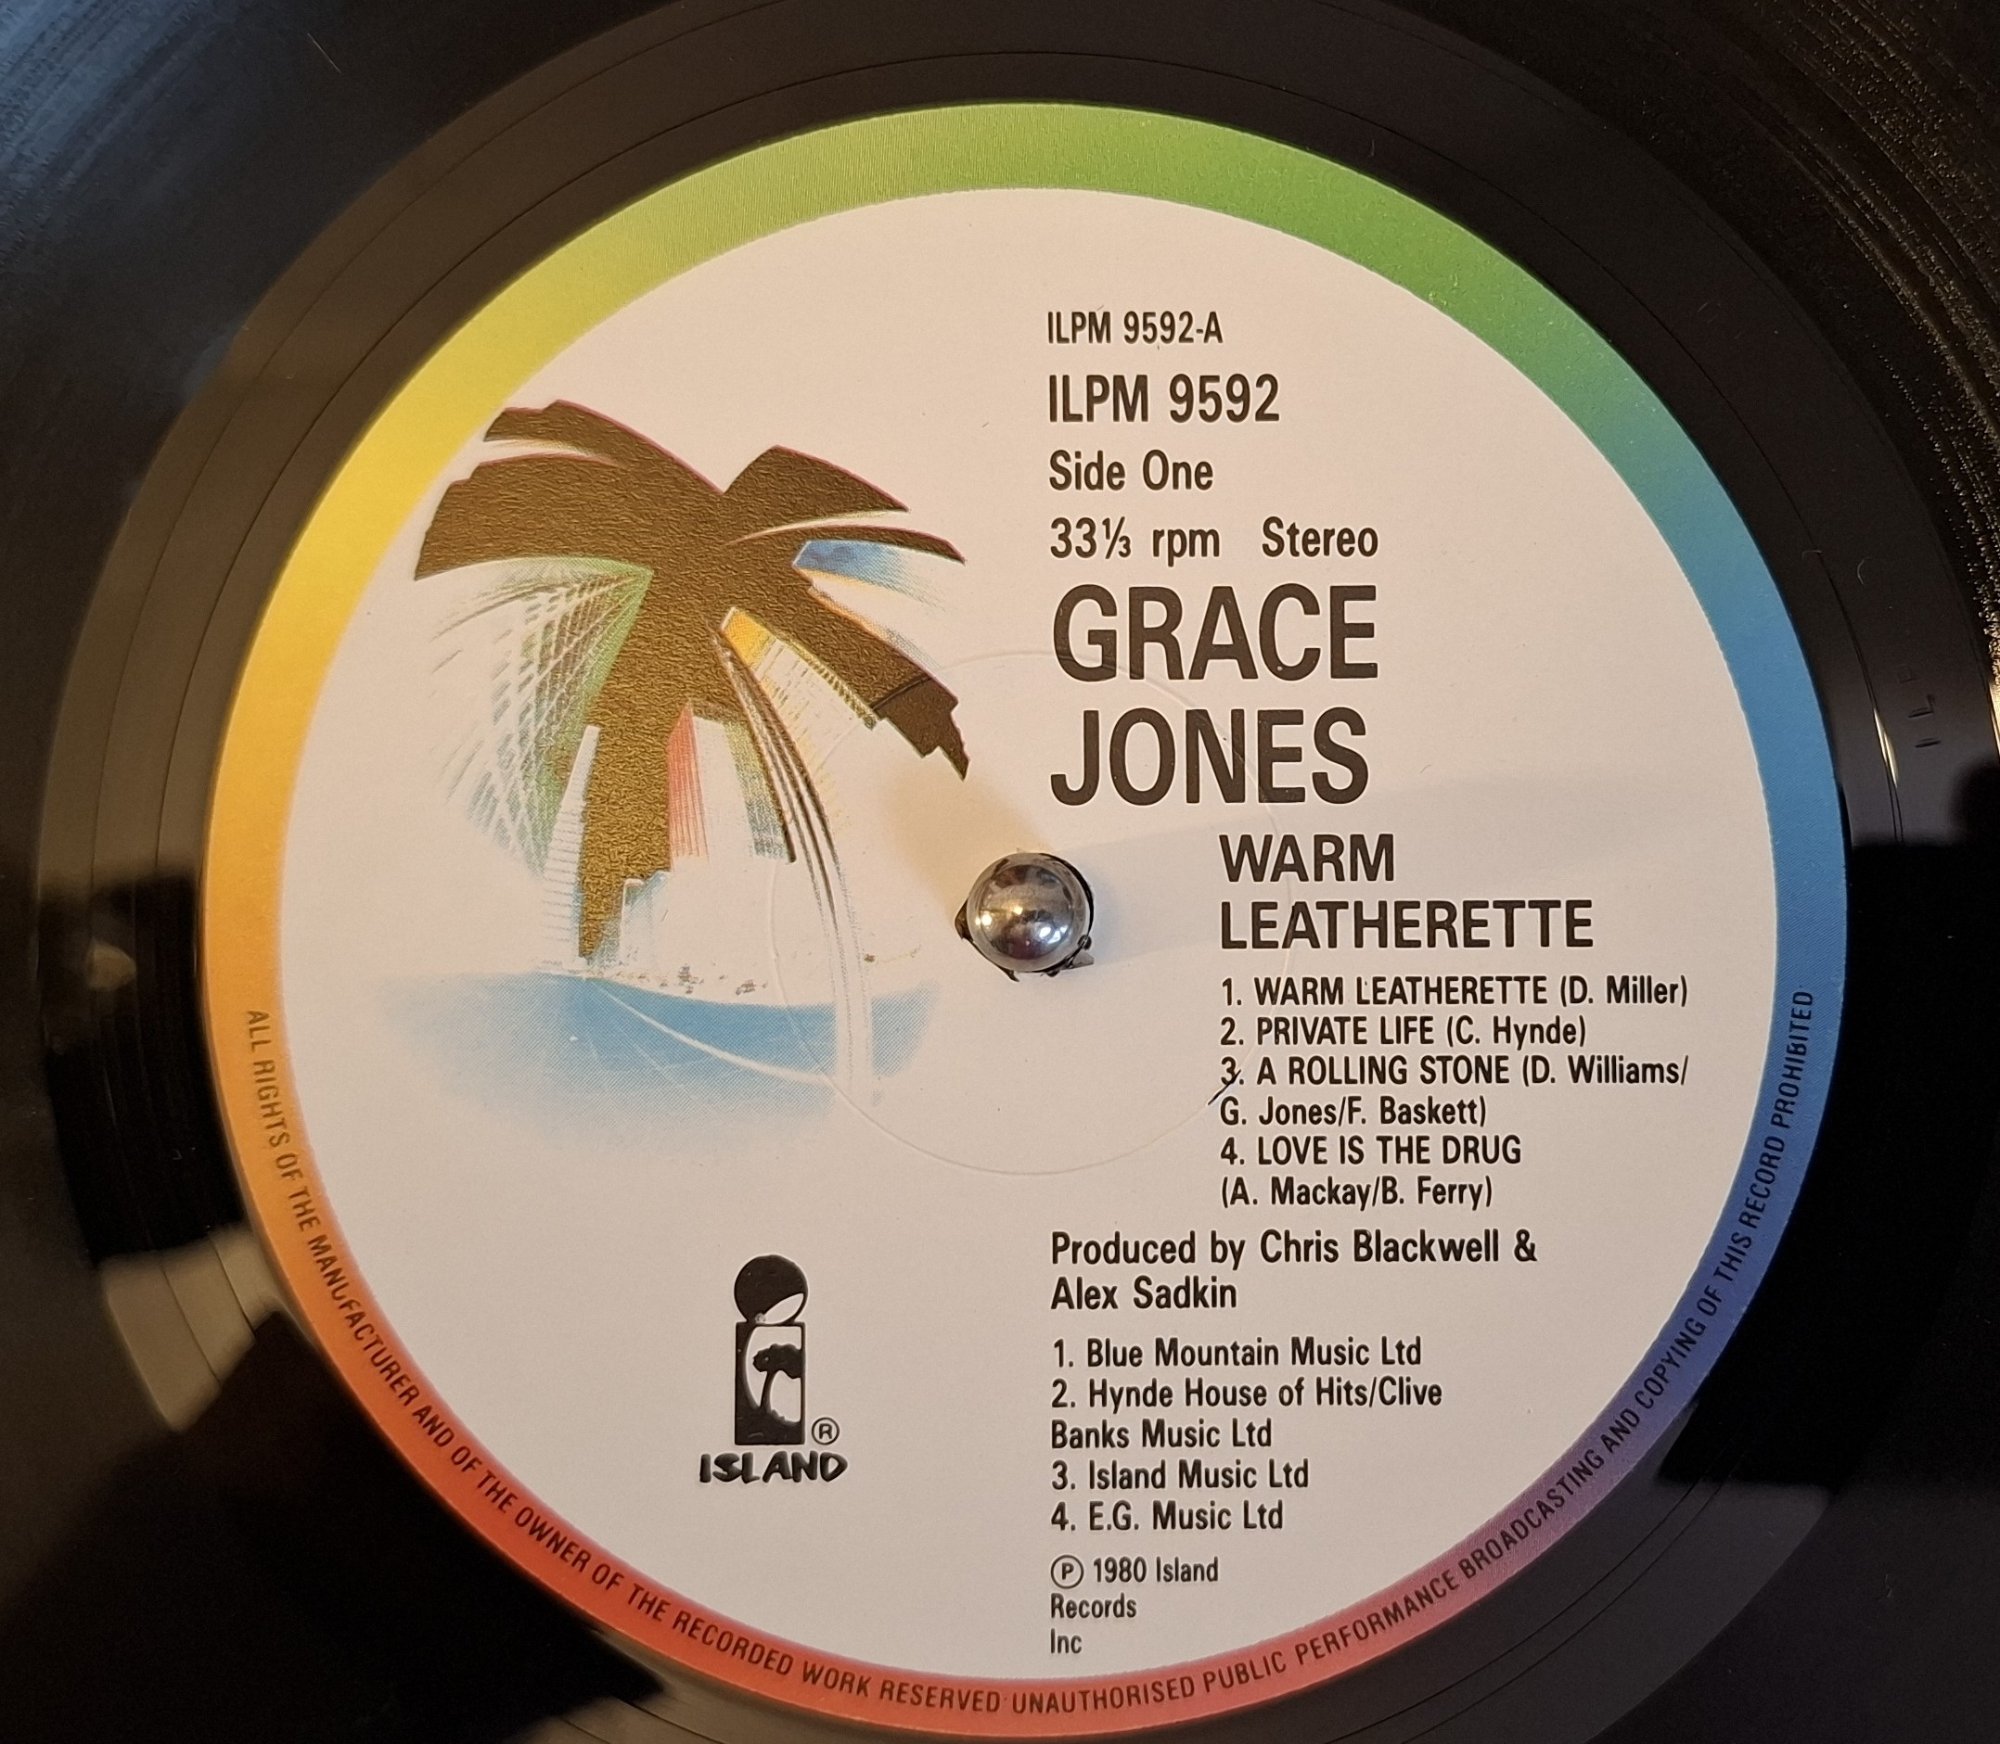 ILPM 9592-A
ILPM 9592
Side One
33⅓ rpm Stereo
GRACE
JONES
WARM
LEATHERETTE
1. WARM LEATHERETTE (D. Miller)
2. PRIVATE LIFE (C. Hynde)
3. A ROLLING STONE (D. Williams/
G. Jones/F. Baskett)
4. LOVE IS THE DRUG
(A. Mackay/B. Ferry)
Produced by Chris Blackwell &
Alex Sadkin
1. Blue Mountain Music Ltd
2. Hynde House of Hits/Clive
Banks Music Ltd
3. Island Music Ltd
4. E.G. Music Ltd
℗ 1980 Island
Records
Inc
®
ISLAND
ALL RIGHTS OF THE MANUFACTURER AND OF THE OWNER OF THE RECORDED WORK RESERVED UNAUTHORISED PUBLIC PERFORMANCE BROADCASTING AND COPYING OF THIS RECORD PROHIBITED